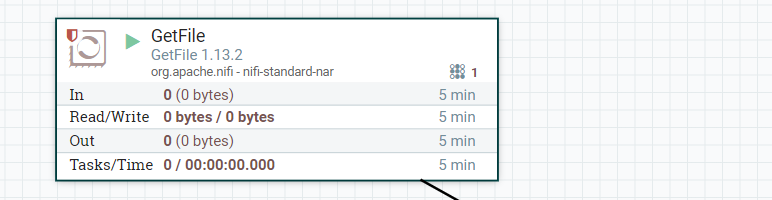 GetFile
GetFile 1.13.2
org.apache.nifi - nifi-standard-nar
1
In 0 (0 bytes) 5 min
Read/Write 0 bytes / 0 bytes 5 min
Out 0 (0 bytes) 5 min
Tasks/Time 0 / 00:00:00.000 5 min